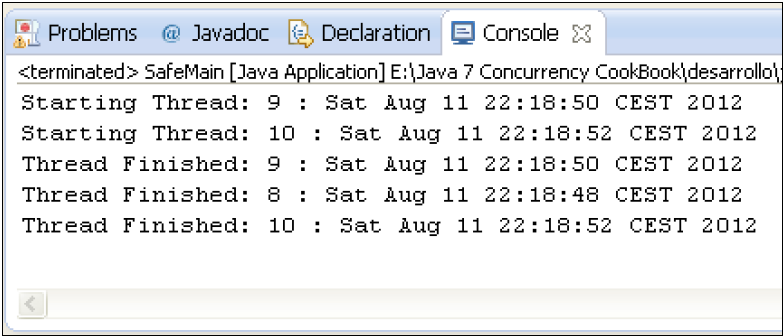 Problems @ Javadoc Declaration Console
<terminated> SafeMain [Java Application] E:\Java 7 Concurrency CookBook\desarrollo\
Starting Thread: 9 : Sat Aug 11 22:18:50 CEST 2012
Starting Thread: 10 : Sat Aug 11 22:18:52 CEST 2012
Thread Finished: 9 : Sat Aug 11 22:18:50 CEST 2012
Thread Finished: 8 : Sat Aug 11 22:18:48 CEST 2012
Thread Finished: 10 : Sat Aug 11 22:18:52 CEST 2012